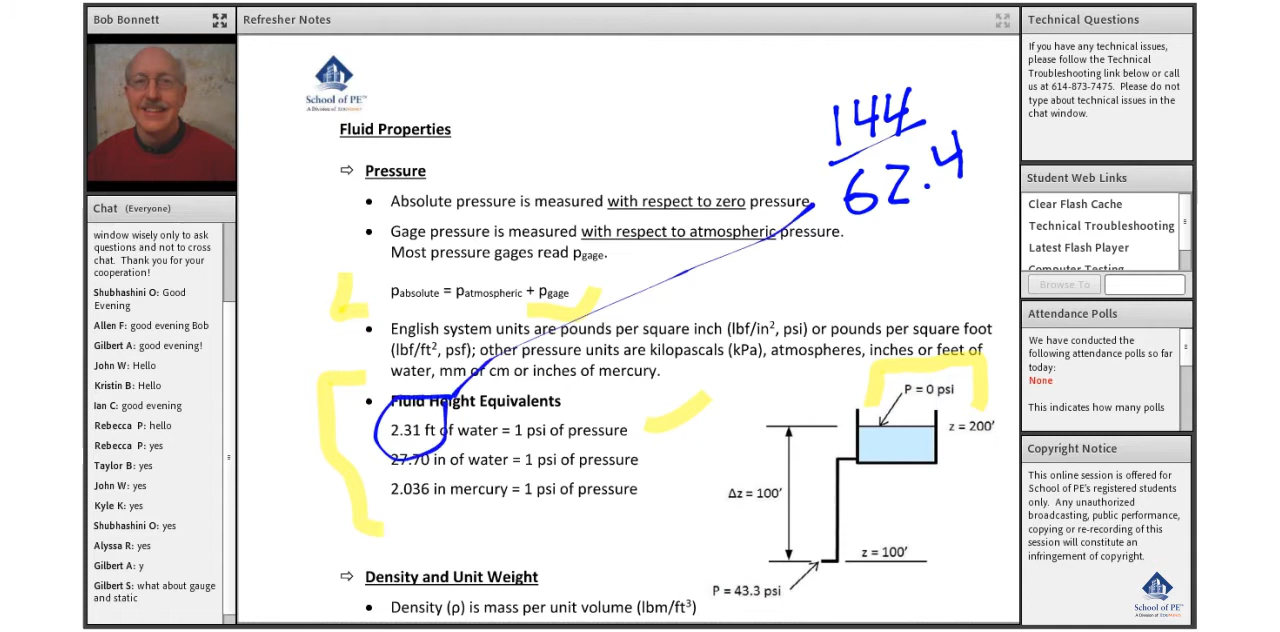 Bob Bonnett
Chat (Everyone)
window wisely only to ask
questions and not to cross
chat. Thank you for your
cooperation!
Shubhashini O: Good
Evening
Allen F: good evening Bob
Gilbert A: good evening!
John W: Hello
Kristin B: Hello
Ian C: good evening
Rebecca P: hello
Rebecca P: yes
Taylor B: yes
John W: yes
Kyle K: yes
Shubhashini O: yes
Alyssa R: yes
Gilbert A: y
Gilbert S: what about gauge
and static
Refresher Notes
School of PE™
Fluid Properties
144
62.4
⇨ Pressure
• Absolute pressure is measured with respect to zero pressure.
• Gage pressure is measured with respect to atmospheric pressure.
Most pressure gages read pgage.
pabsolute = patmospheric + pgage
• English system units are pounds per square inch (lbf/in², psi) or pounds per square foot
(lbf/ft², psf); other pressure units are kilopascals (kPa), atmospheres, inches or feet of
water, mm or cm or inches of mercury.
• Fluid Height Equivalents
2.31 ft of water = 1 psi of pressure
27.70 in of water = 1 psi of pressure
2.036 in mercury = 1 psi of pressure
P = 0 psi
z = 200'
Δz = 100'
z = 100'
P = 43.3 psi
⇨ Density and Unit Weight
• Density (ρ) is mass per unit volume (lbm/ft³)
Technical Questions
If you have any technical issues,
please follow the Technical
Troubleshooting link below or call
us at 614-873-7475. Please do not
type about technical issues in the
chat window.
Student Web Links
Clear Flash Cache
Technical Troubleshooting
Latest Flash Player
Computer Testing
Browse To
Attendance Polls
We have conducted the
following attendance polls so far
today:
None
This indicates how many polls
Copyright Notice
This online session is offered for
School of PE's registered students
only. Any unauthorized
broadcasting, public performance,
copying or re-recording of this
session will constitute an
infringement of copyright.
School of PE™